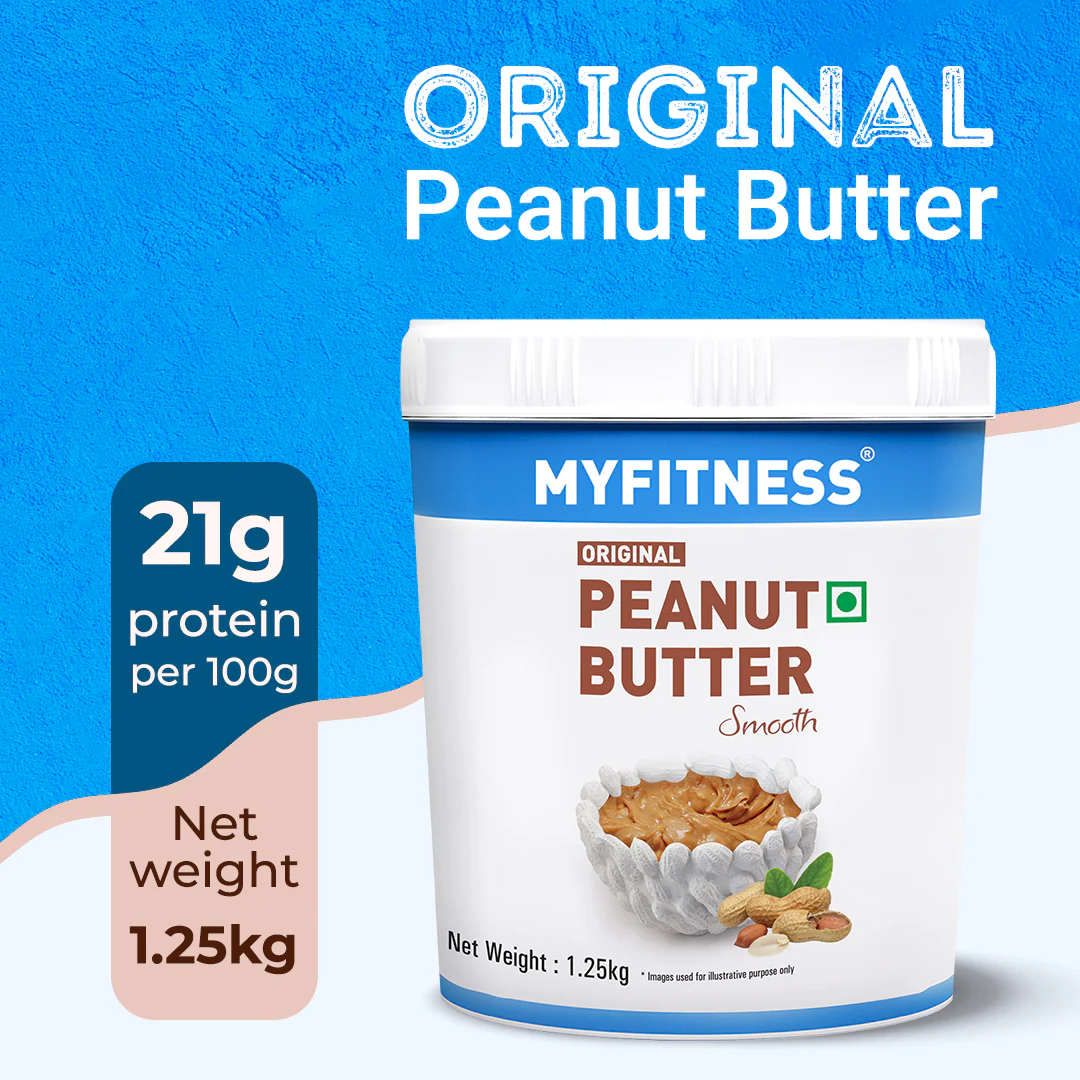 ORIGINAL
Peanut Butter
21g
protein
per 100g
Net
weight
1.25kg
MYFITNESS®
ORIGINAL
PEANUT
BUTTER
Smooth
Net Weight : 1.25kg
* Images used for illustrative purpose only